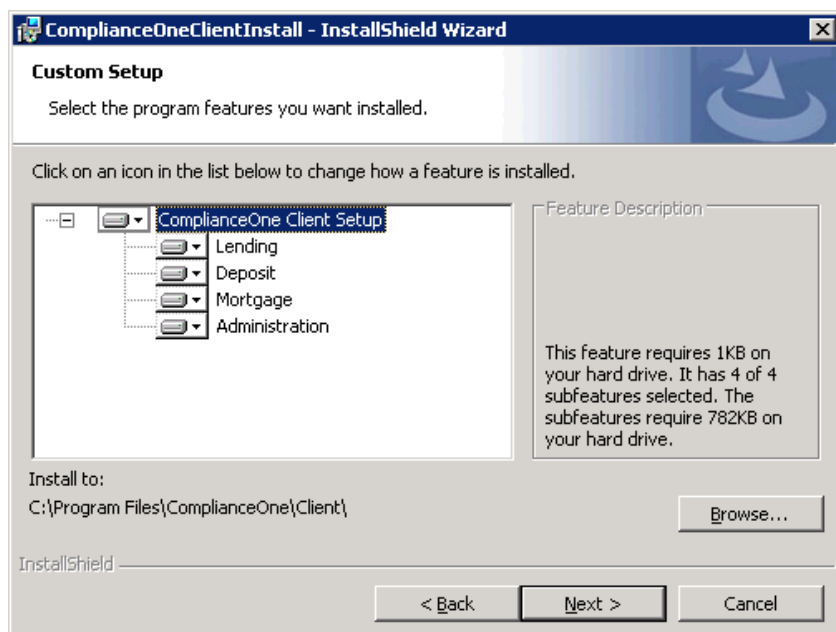 ComplianceOneClientInstall - InstallShield Wizard
Custom Setup
Select the program features you want installed.
Click on an icon in the list below to change how a feature is installed.
ComplianceOne Client Setup
Lending
Deposit
Mortgage
Administration
Feature Description
This feature requires 1KB on
your hard drive. It has 4 of 4
subfeatures selected. The
subfeatures require 782KB on
your hard drive.
Install to:
C:\Program Files\ComplianceOne\Client\
Browse...
InstallShield
< Back
Next >
Cancel